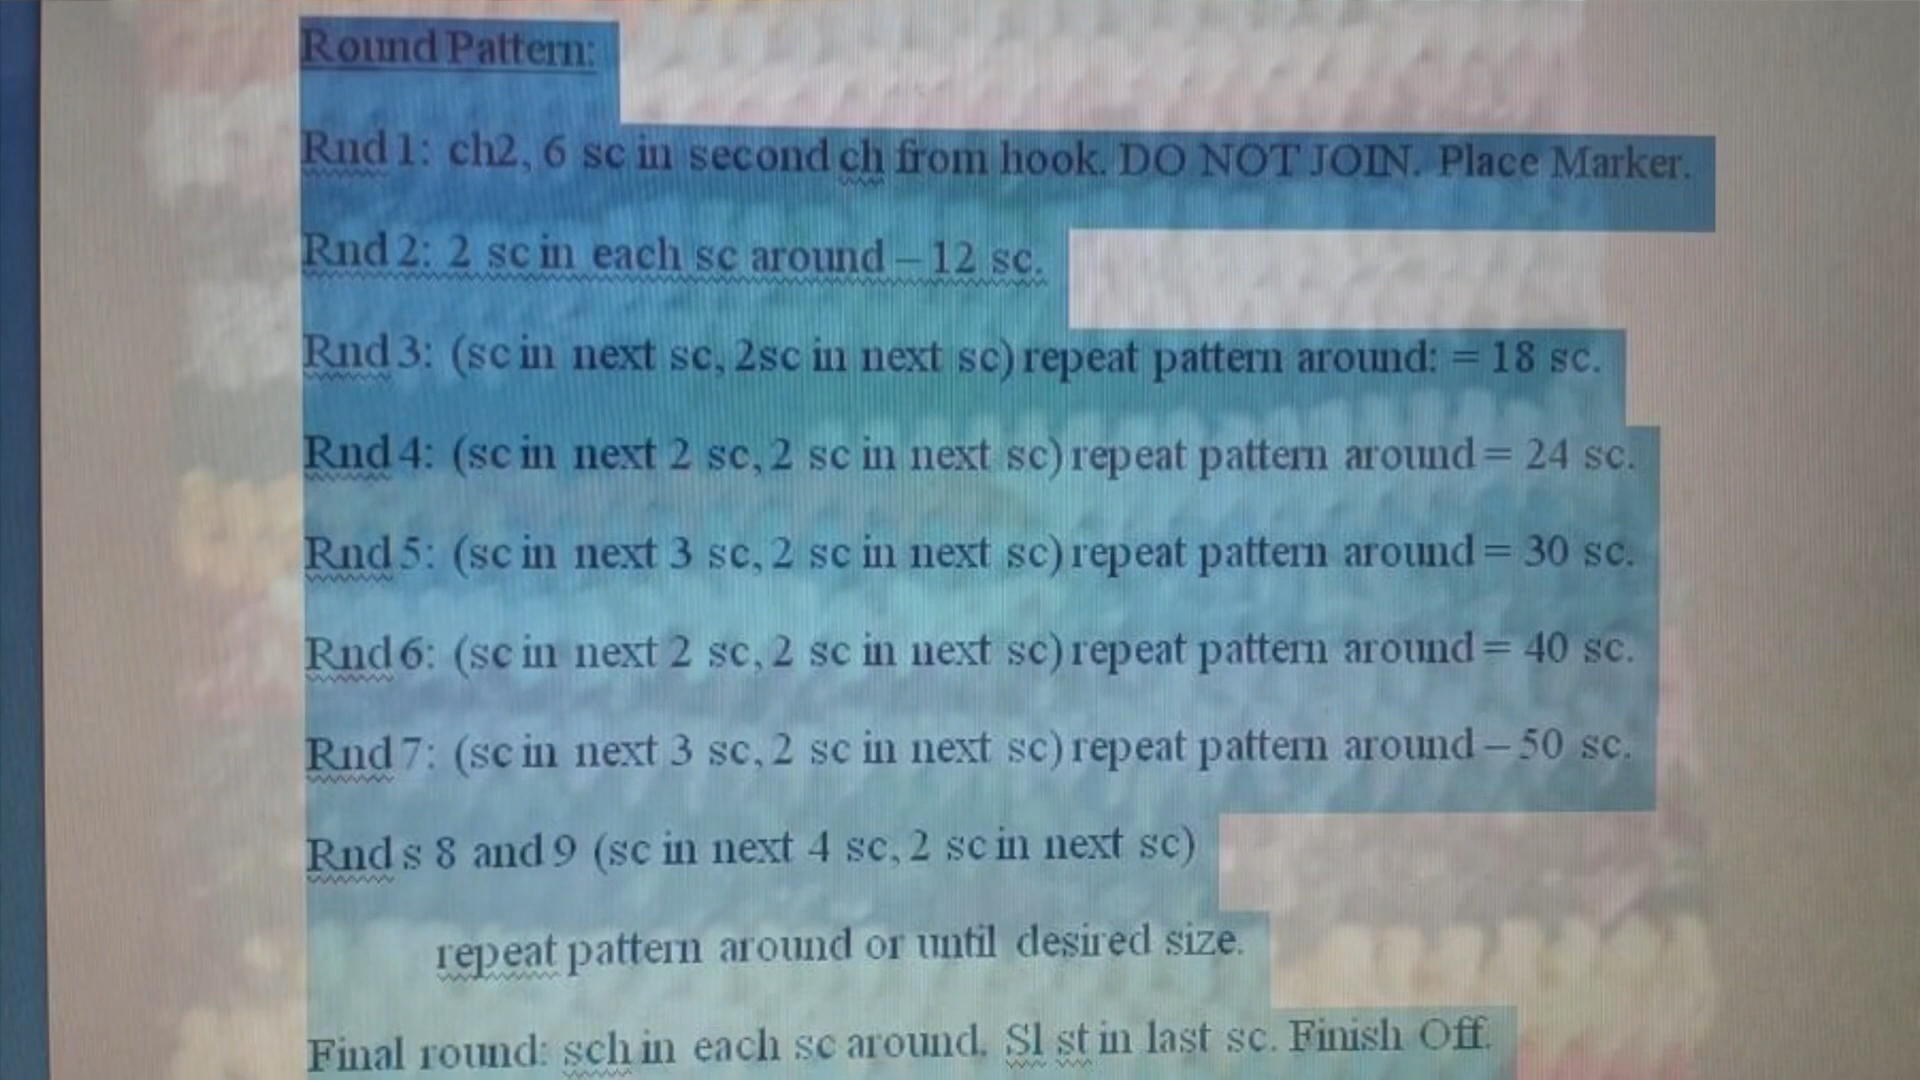 Round Pattern:
Rnd 1: ch2, 6 sc in second ch from hook. DO NOT JOIN. Place Marker.
Rnd 2: 2 sc in each sc around – 12 sc.
Rnd 3: (sc in next sc, 2sc in next sc) repeat pattern around: = 18 sc.
Rnd 4: (sc in next 2 sc, 2 sc in next sc) repeat pattern around = 24 sc.
Rnd 5: (sc in next 3 sc, 2 sc in next sc) repeat pattern around = 30 sc.
Rnd 6: (sc in next 2 sc, 2 sc in next sc) repeat pattern around = 40 sc.
Rnd 7: (sc in next 3 sc, 2 sc in next sc) repeat pattern around – 50 sc.
Rnd s 8 and 9 (sc in next 4 sc, 2 sc in next sc)
repeat pattern around or until desired size.
Final round: sch in each sc around. Sl st in last sc. Finish Off.